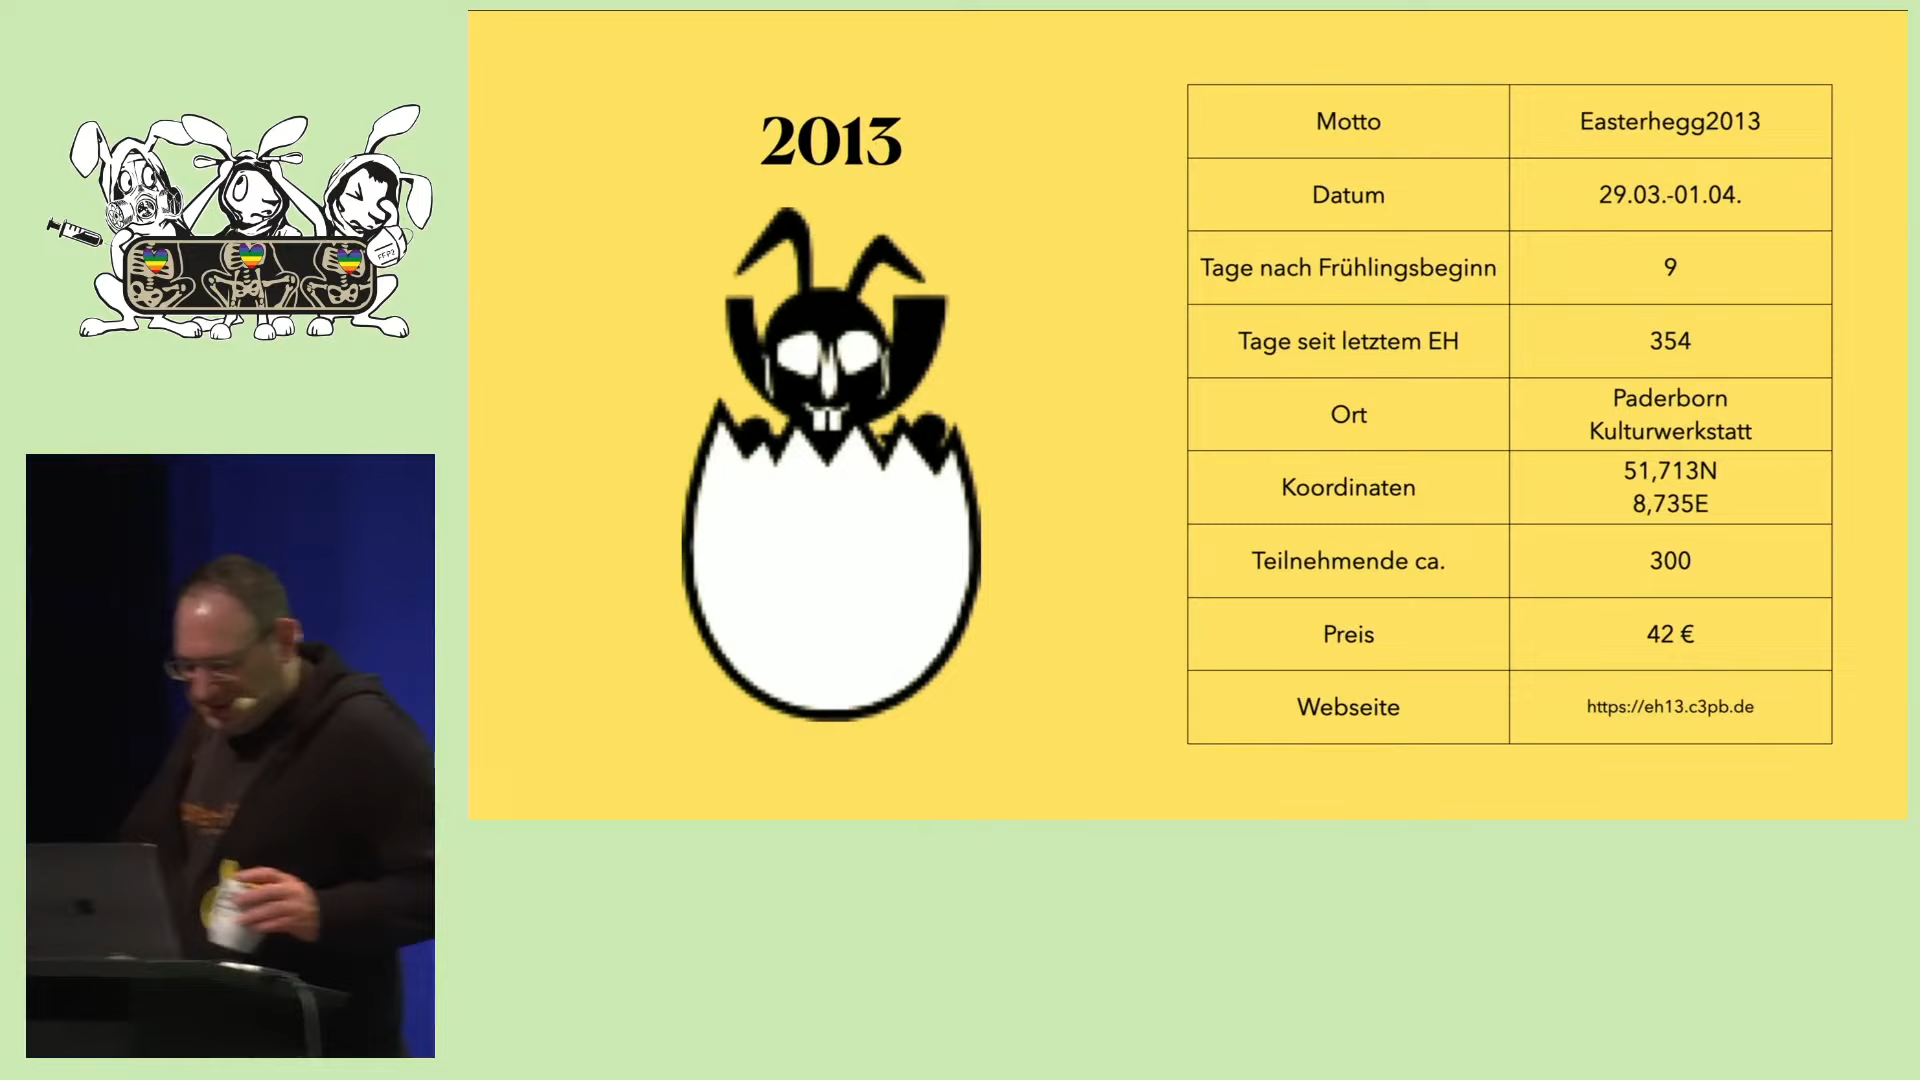 FFP2
2013
Motto
Easterhegg2013
Datum
29.03.-01.04.
Tage nach Frühlingsbeginn
9
Tage seit letztem EH
354
Ort
Paderborn
Kulturwerkstatt
Koordinaten
51,713N
8,735E
Teilnehmende ca.
300
Preis
42 €
Webseite
https://eh13.c3pb.de